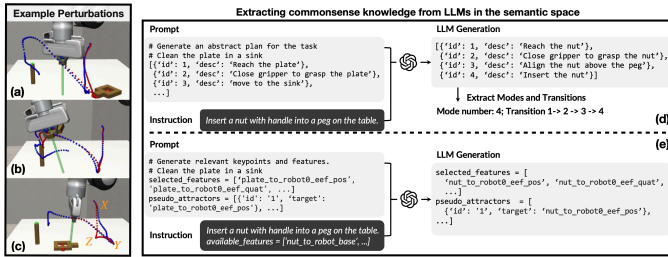 Example Perturbations
(a)
(b)
(c)
X
Z
Y
Extracting commonsense knowledge from LLMs in the semantic space
Prompt
# Generate an abstract plan for the task
# Clean the plate in a sink
[{'id': 1, 'desc': 'Reach the plate'},
{'id': 2, 'desc': 'Close gripper to grasp the plate'},
{'id': 3, 'desc': 'move to the sink'},
...]
Instruction
Insert a nut with handle into a peg on the table.
LLM Generation
[{'id': 1, 'desc': 'Reach the nut'},
{'id': 2, 'desc': 'Close gripper to grasp the nut'},
{'id': 3, 'desc': 'Align the nut above the peg'},
{'id': 4, 'desc': 'Insert the nut'}]
Extract Modes and Transitions
Mode number: 4; Transition 1-> 2 -> 3 -> 4
(d)
Prompt
# Generate relevant keypoints and features.
# Clean the plate in a sink
selected_features = ['plate_to_robot0_eef_pos',
'plate_to_robot0_eef_quat', ...]
pseudo_attractors = [{'id': '1', 'target':
'plate_to_robot0_eef_pos'}, ...]
Instruction
Insert a nut with handle into a peg on the table.
available_features = ['nut_to_robot_base', ...]
(e)
LLM Generation
selected_features = [
'nut_to_robot0_eef_pos', 'nut_to_robot0_eef_quat',
...]
pseudo_attractors = [
{'id': '1', 'target': 'nut_to_robot0_eef_pos'},
...]